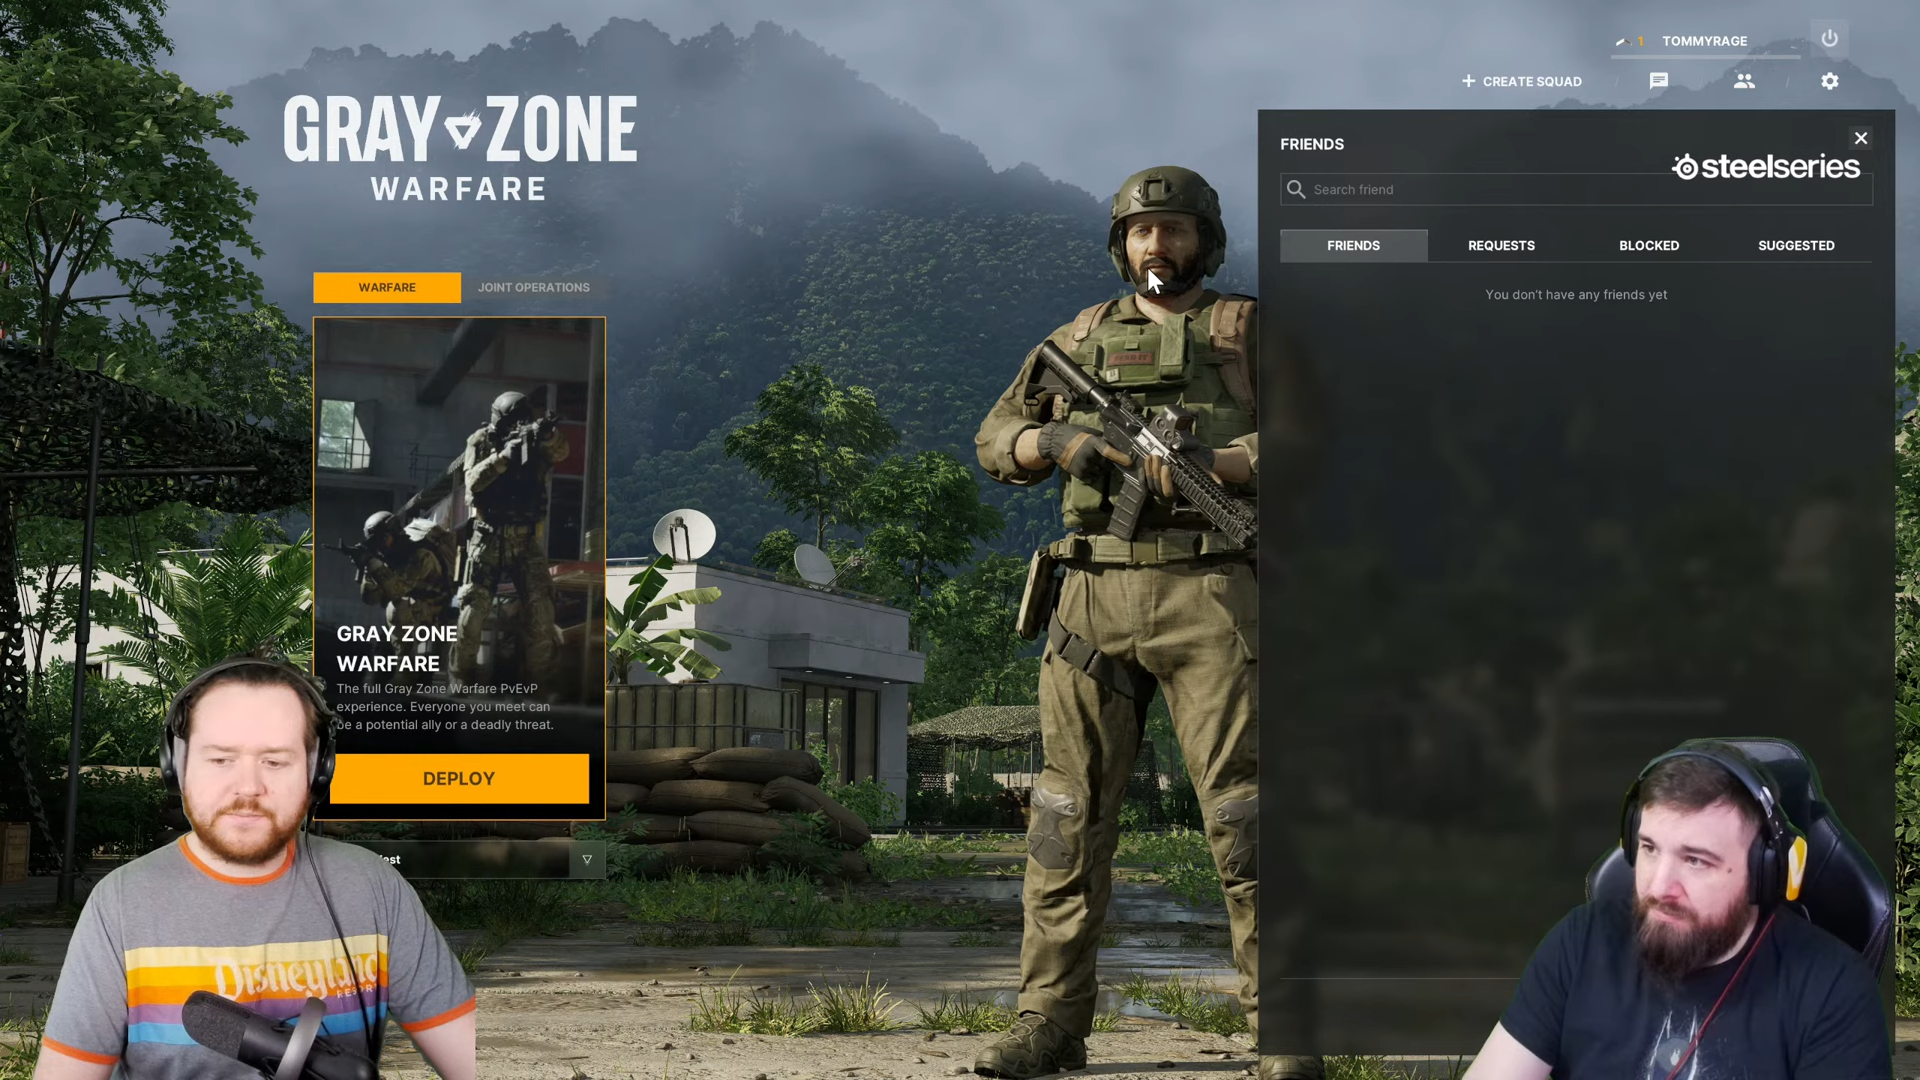 1 TOMMYRAGE
CREATE SQUAD
GRAY ZONE
WARFARE
FRIENDS
steelseries
Search friend
FRIENDS REQUESTS BLOCKED SUGGESTED
You don't have any friends yet
WARFARE JOINT OPERATIONS
GRAY ZONE
WARFARE
The full Gray Zone Warfare PvEvP
experience. Everyone you meet can
be a potential ally or a deadly threat.
DEPLOY
Disneyland
RESORT